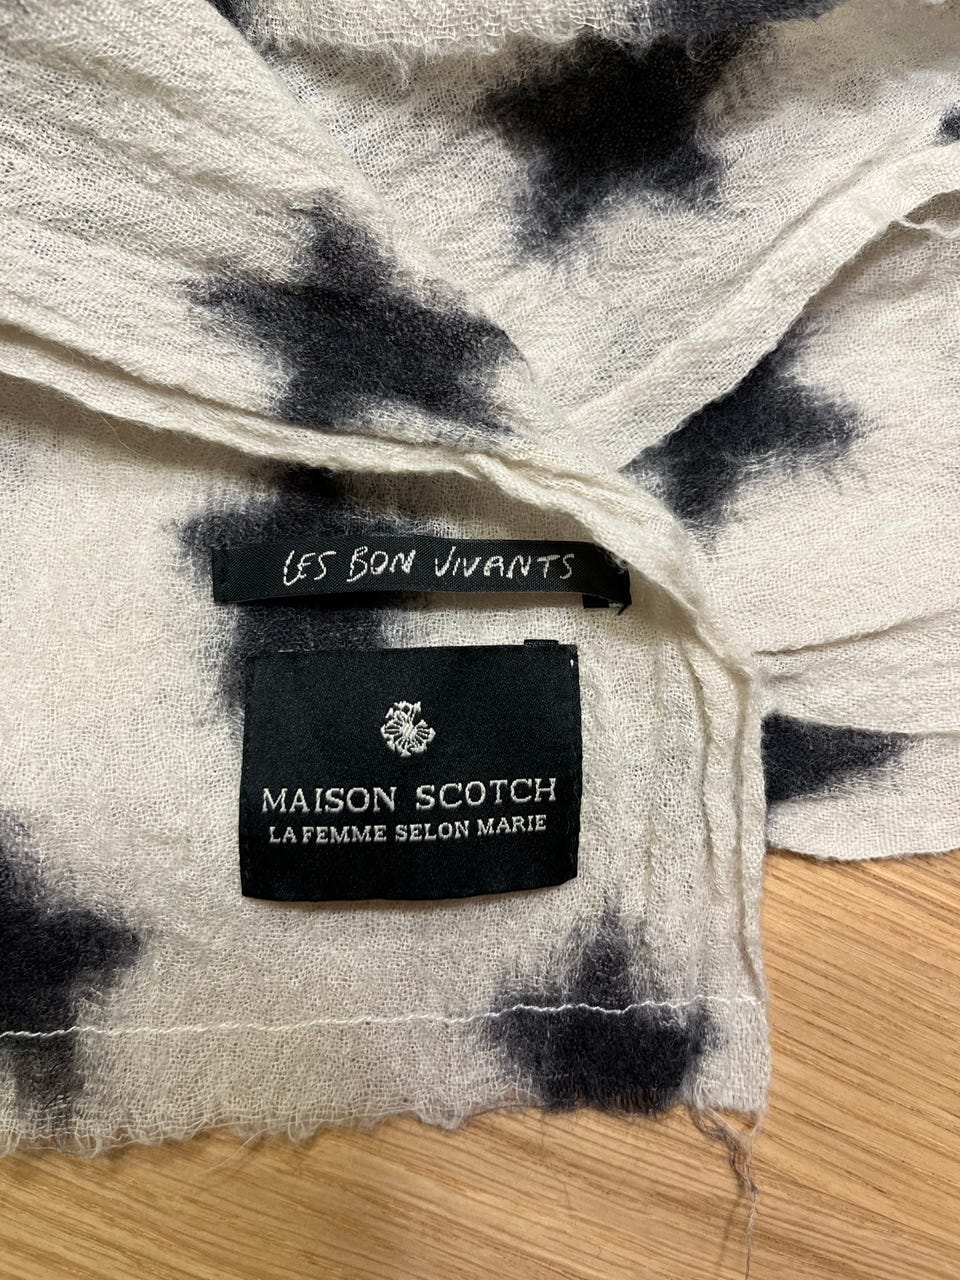 LES BON VIVANTS
MAISON SCOTCH
LA FEMME SELON MARIE